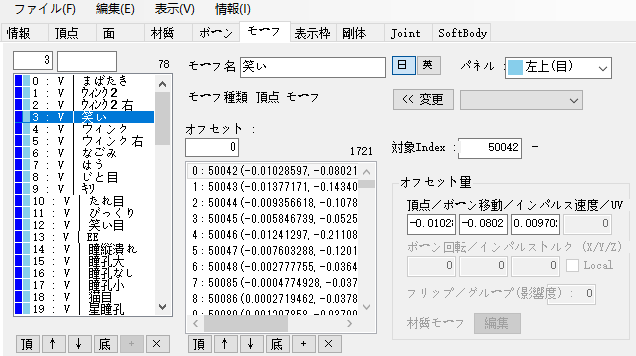 ファイル(F) 編集(E) 表示(V) 情報(I)
情報 頂点 面 材質 ボーン モーフ 表示枠 剛体 Joint SoftBody
3 78
0 : V | まばたき
1 : V | ウィンク2
2 : V | ウィンク2右
3 : V | 笑い
4 : V | ウィンク
5 : V | ウィンク右
6 : V | なごみ
7 : V | はぅ
8 : V | じと目
9 : V | ｷﾘ
10 : V | たれ目
11 : V | びっくり
12 : V | 笑い目
13 : V | EE
14 : V | 瞳縦潰れ
15 : V | 瞳孔大
16 : V | 瞳孔なし
17 : V | 瞳孔小
18 : V | 猫目
19 : V | 星瞳孔
頂 ↑ ↓ 底 + ×
モーフ名 笑い 日 英 パネル : 左上(目)
モーフ種類 頂点 モーフ << 変更
オフセット :
0 1721
0 : 50042 (-0.01028597, -0.08021
1 : 50043 (-0.01377171, -0.14340
2 : 50044 (-0.009356618, -0.1078
3 : 50045 (-0.005846739, -0.0525
4 : 50046 (-0.01241297, -0.21108
5 : 50047 (-0.007603288, -0.1201
6 : 50048 (-0.002777755, -0.0364
7 : 50085 (-0.0004774928, -0.037
8 : 50086 (0.0002719462, -0.0378
頂 ↑ ↓ 底 + ×
対象Index : 50042 -
オフセット量
頂点/ボーン移動/インパルス速度/UV
-0.0102 -0.0802 0.00970 0
ボーン回転/インパルストルク (X/Y/Z)
0 0 0 Local
フリップ/グループ(影響度) : 0
材質モーフ 編集